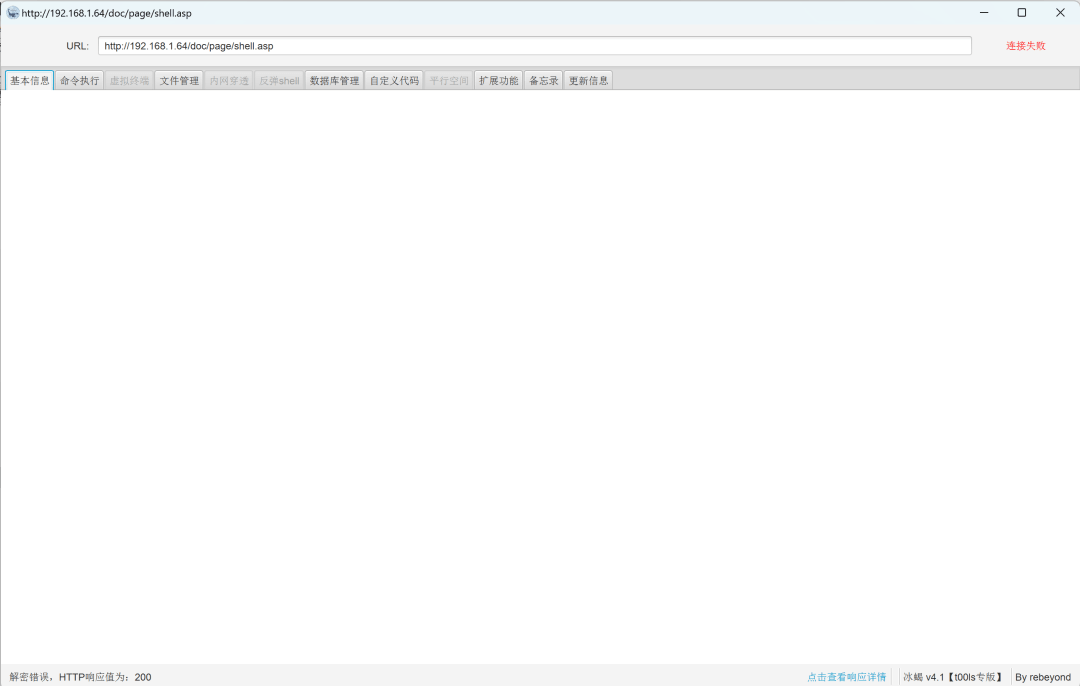 http://192.168.1.64/doc/page/shell.asp
URL: http://192.168.1.64/doc/page/shell.asp 连接失败
基本信息 命令执行 虚拟终端 文件管理 内网穿透 反弹shell 数据库管理 自定义代码 平行空间 扩展功能 备忘录 更新信息
解密错误，HTTP响应值为：200 点击查看响应详情 冰蝎 v4.1【t00ls专版】 By rebeyond